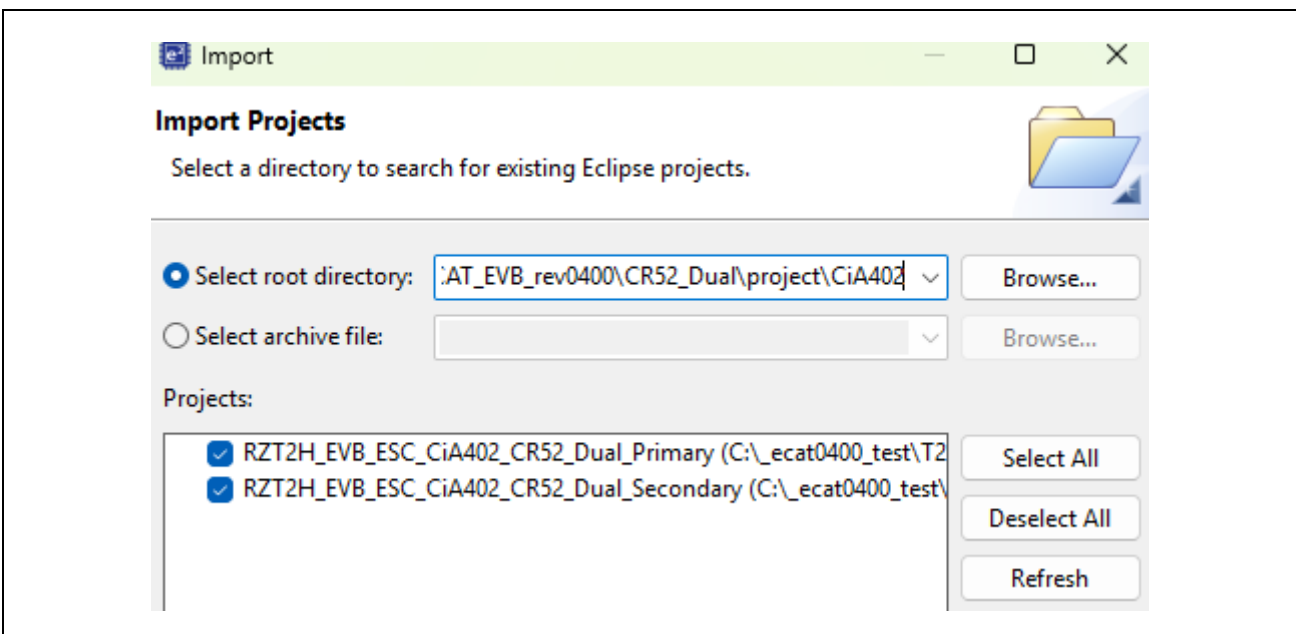 Import
Import Projects
Select a directory to search for existing Eclipse projects.
Select root directory: AT_EVB_rev0400\CR52_Dual\project\CiA402 Browse...
Select archive file: Browse...
Projects:
RZT2H_EVB_ESC_CiA402_CR52_Dual_Primary (C:\_ecat0400_test\T2
Select All
RZT2H_EVB_ESC_CiA402_CR52_Dual_Secondary (C:\_ecat0400_test\
Deselect All
Refresh